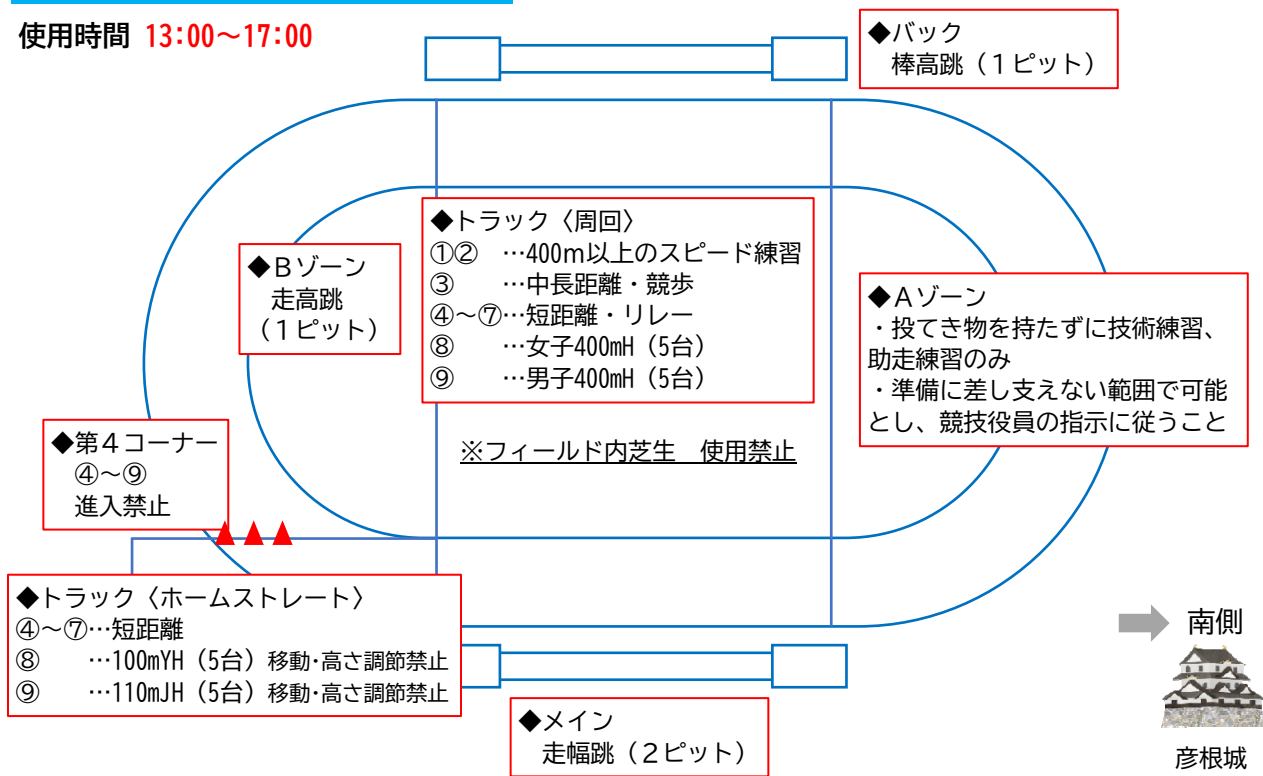 使用時間 13:00～17:00
◆バック
棒高跳（１ピット）
◆トラック〈周回〉
①② …400m以上のスピード練習
③ …中長距離・競歩
④～⑦…短距離・リレー
⑧ …女子400mH（5台）
⑨ …男子400mH（5台）
◆Ｂゾーン
走高跳
（１ピット）
◆Ａゾーン
・投てき物を持たずに技術練習、
助走練習のみ
・準備に差し支えない範囲で可能
とし、競技役員の指示に従うこと
◆第４コーナー
④～⑨
進入禁止
※フィールド内芝生　使用禁止
◆トラック〈ホームストレート〉
④～⑦…短距離
⑧ …100mYH（5台）移動・高さ調節禁止
⑨ …110mJH（5台）移動・高さ調節禁止
◆メイン
走幅跳（２ピット）
南側
彦根城